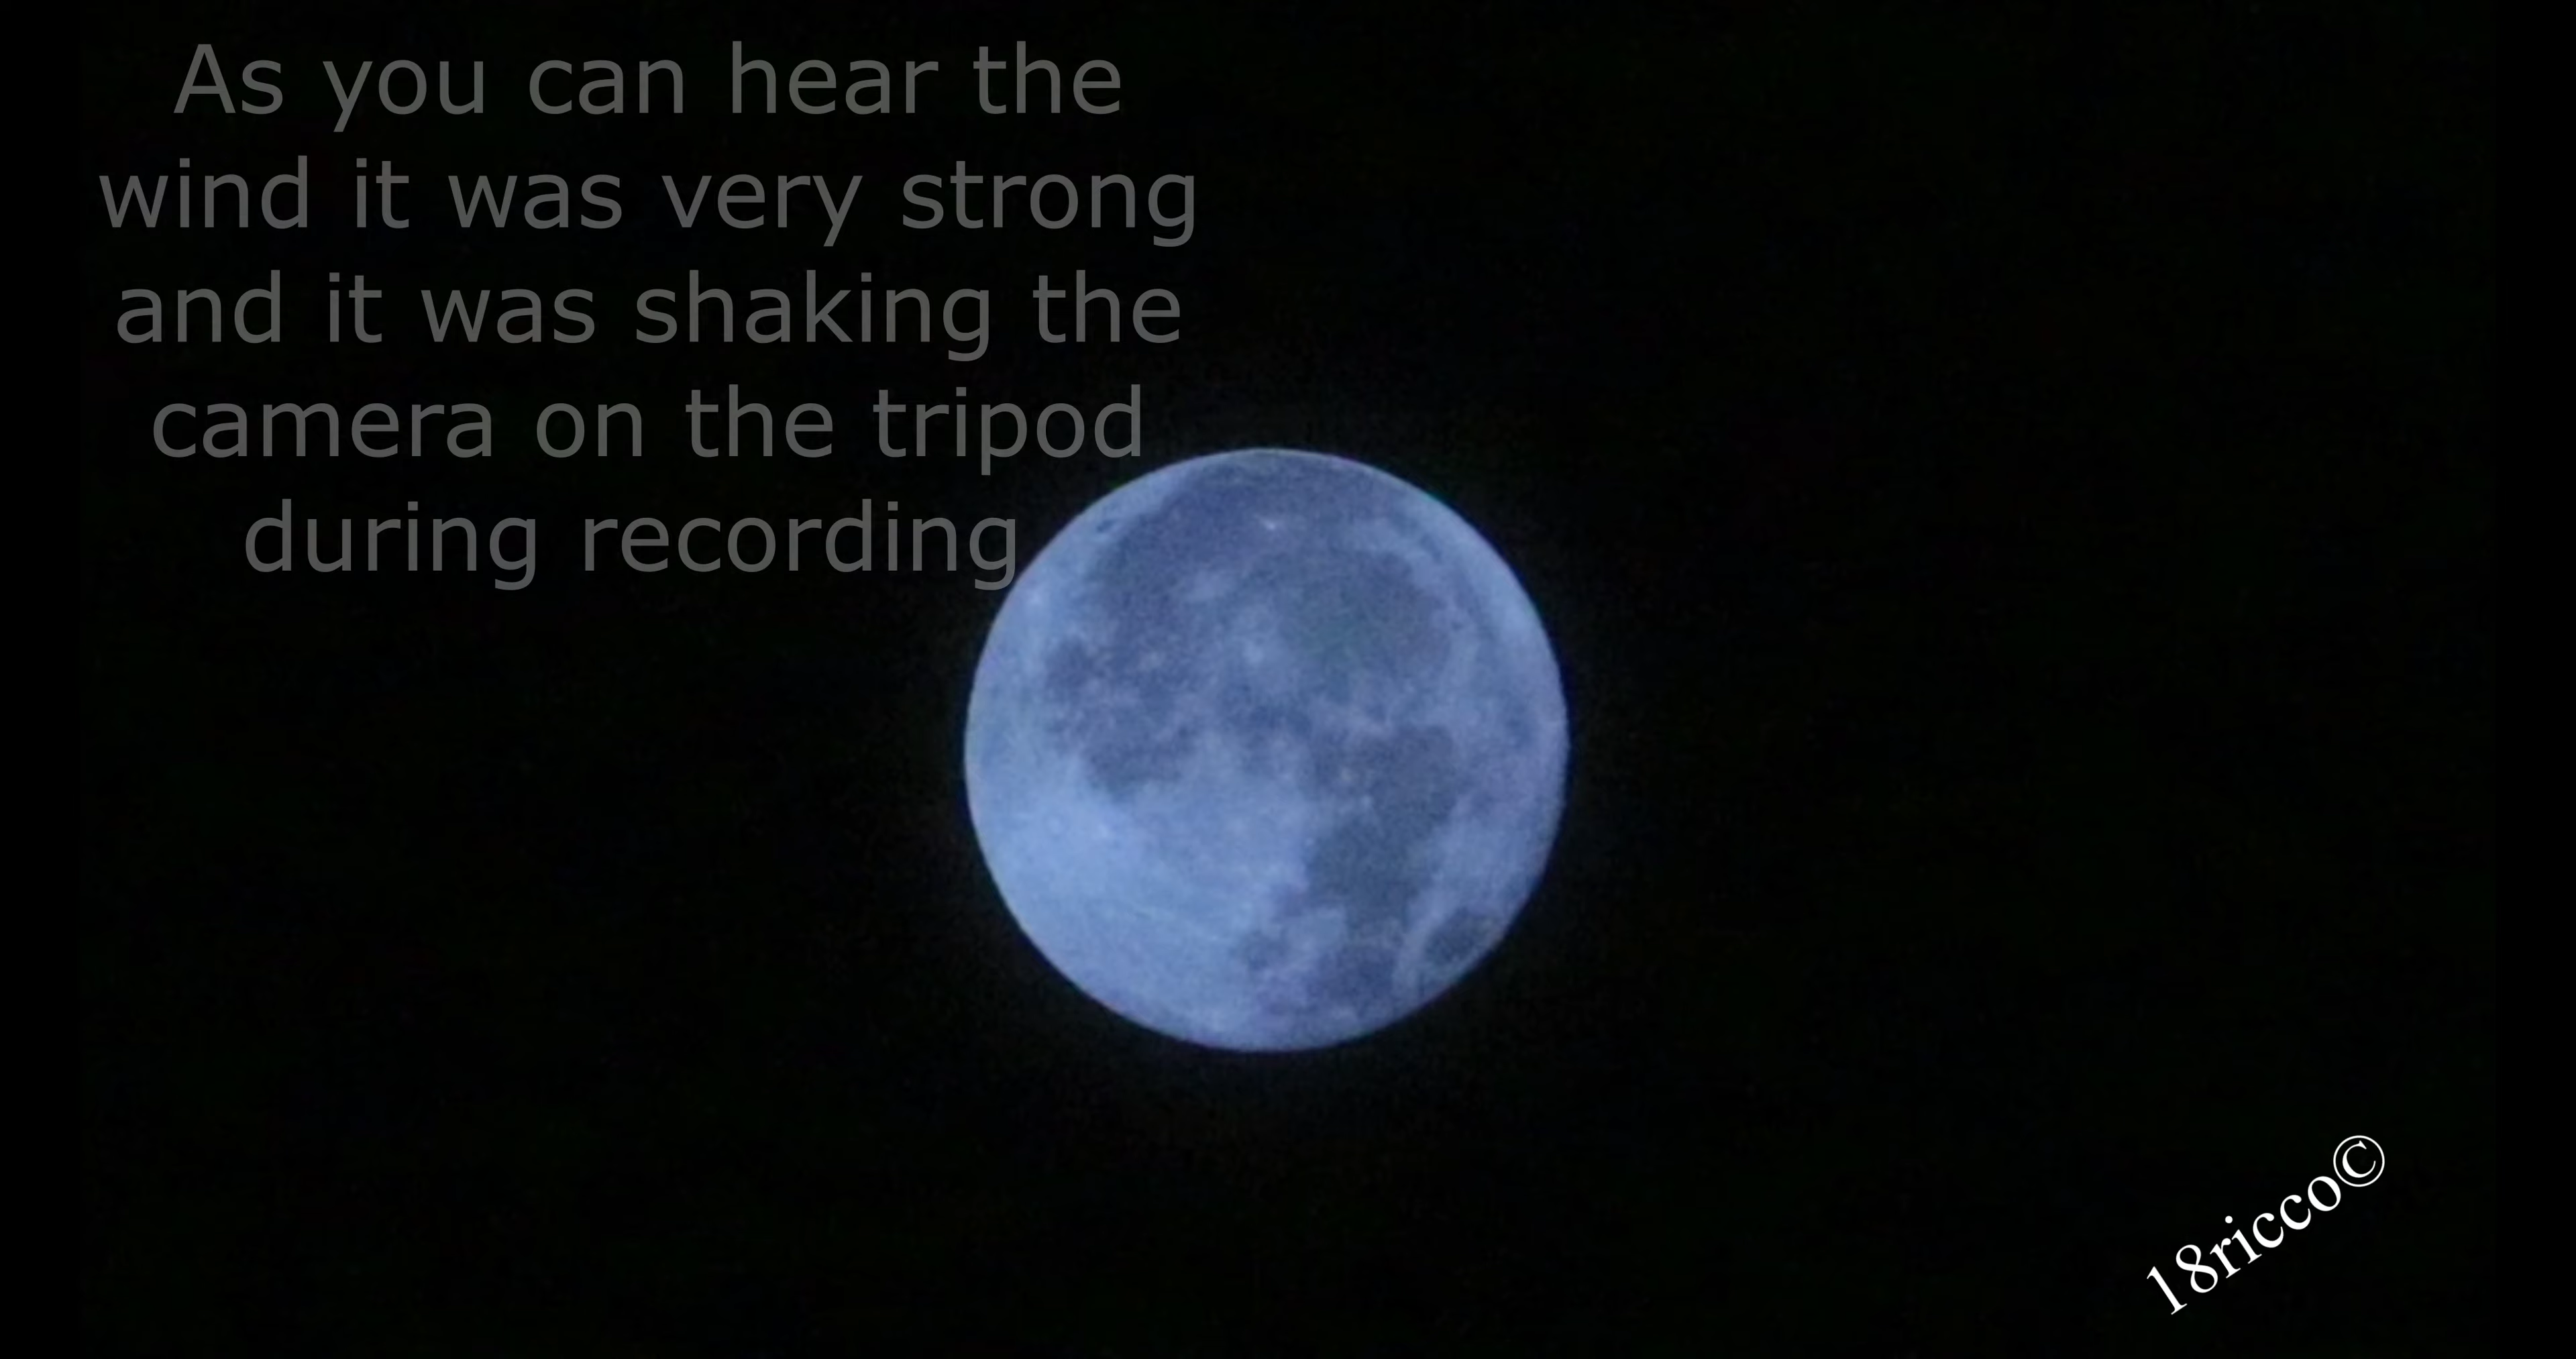 As you can hear the
wind it was very strong
and it was shaking the
camera on the tripod
during recording
18ricco©